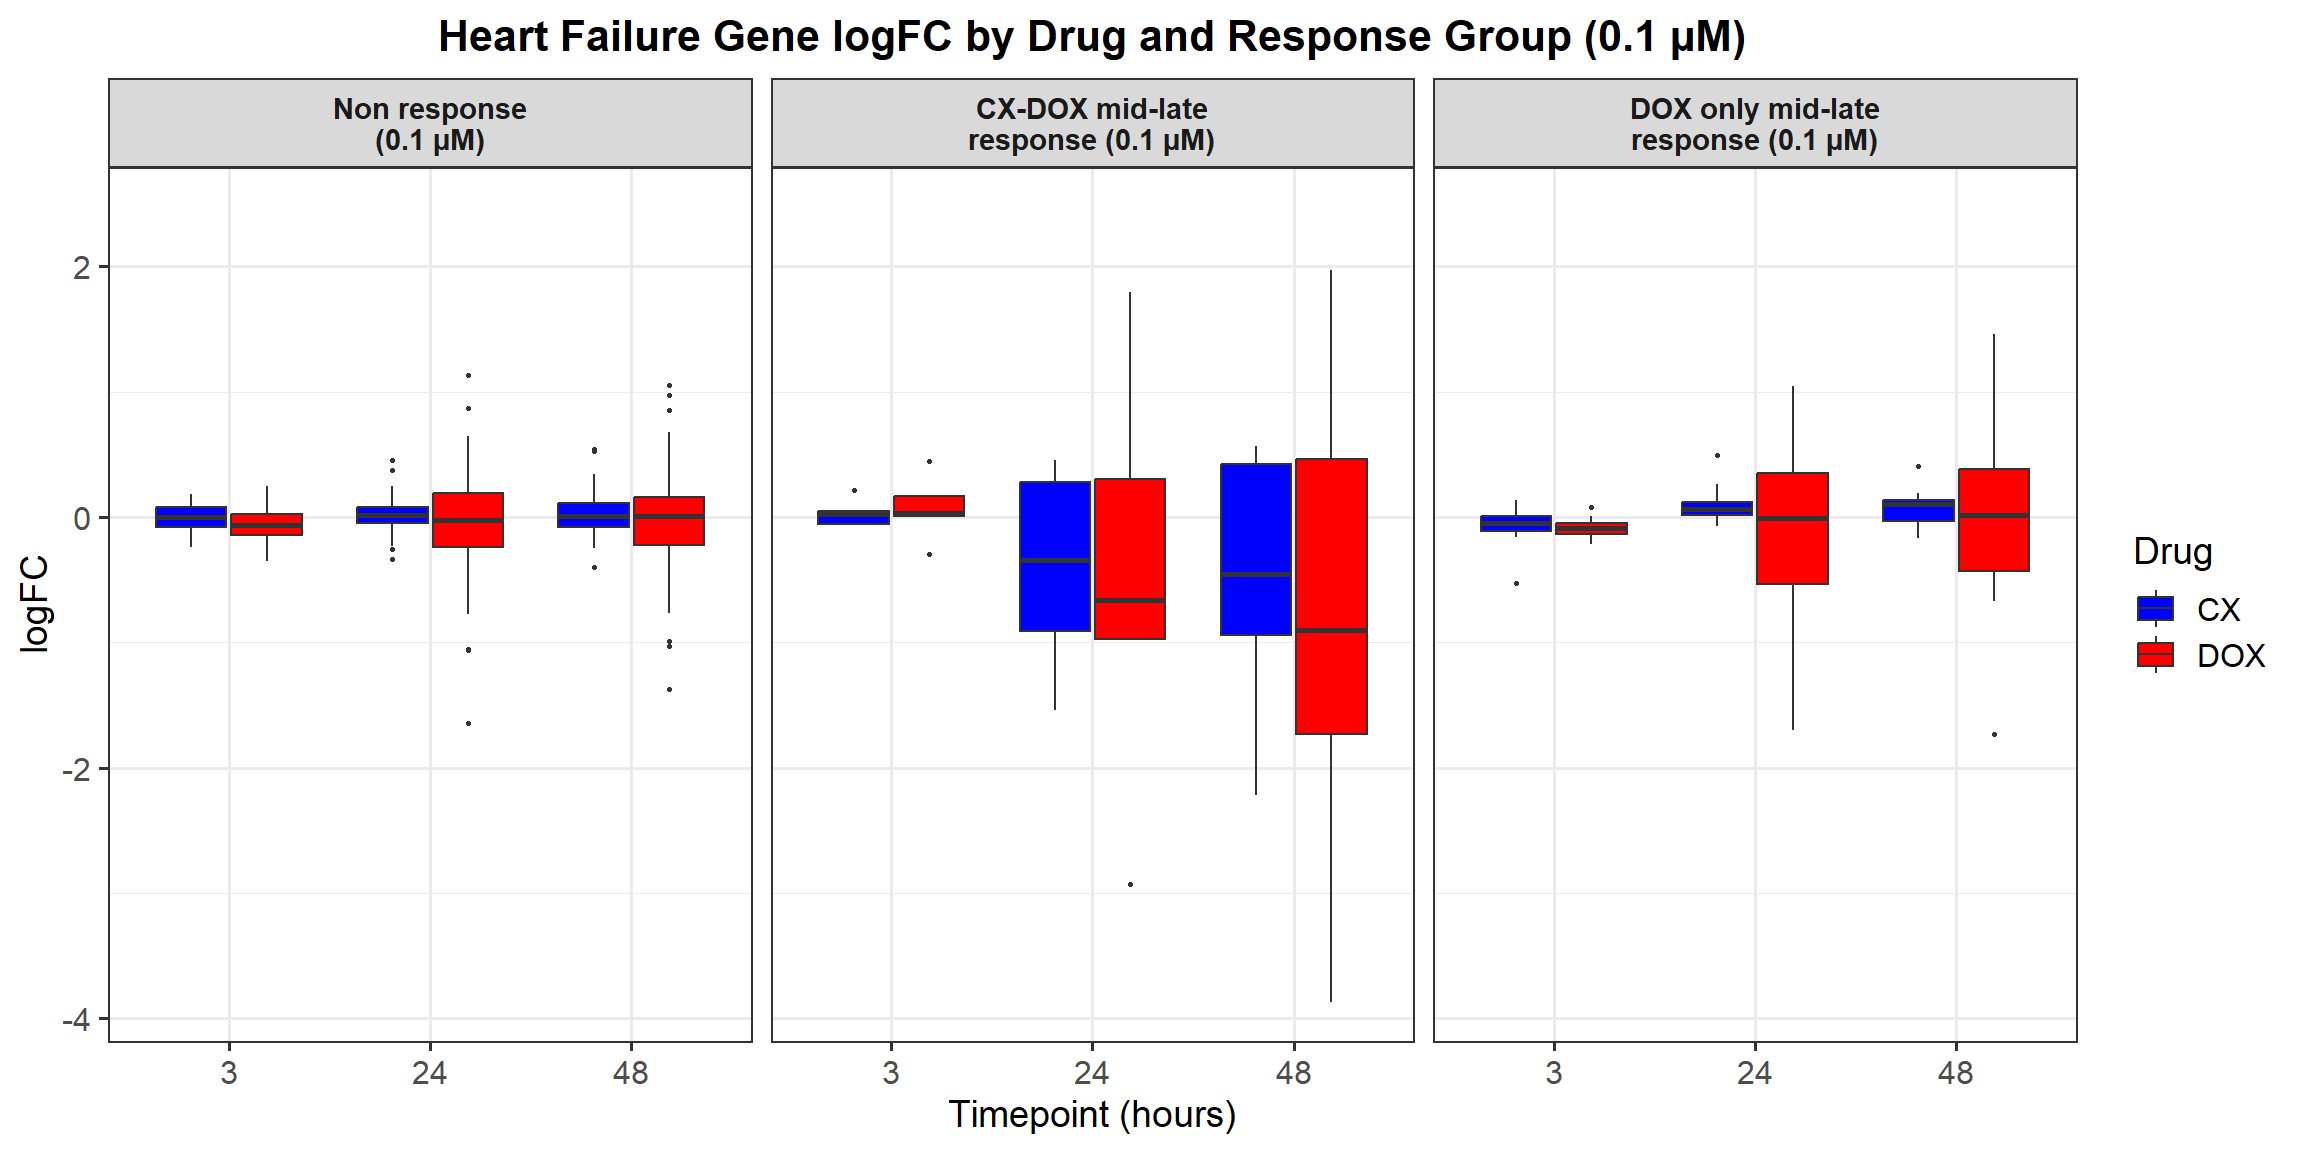 Heart Failure Gene logFC by Drug and Response Group (0.1 µM)
Non response
(0.1 µM)
CX-DOX mid-late
response (0.1 µM)
DOX only mid-late
response (0.1 µM)
2
0
-2
-4
logFC
3
24
48
3
24
48
3
24
48
Timepoint (hours)
Drug
CX
DOX